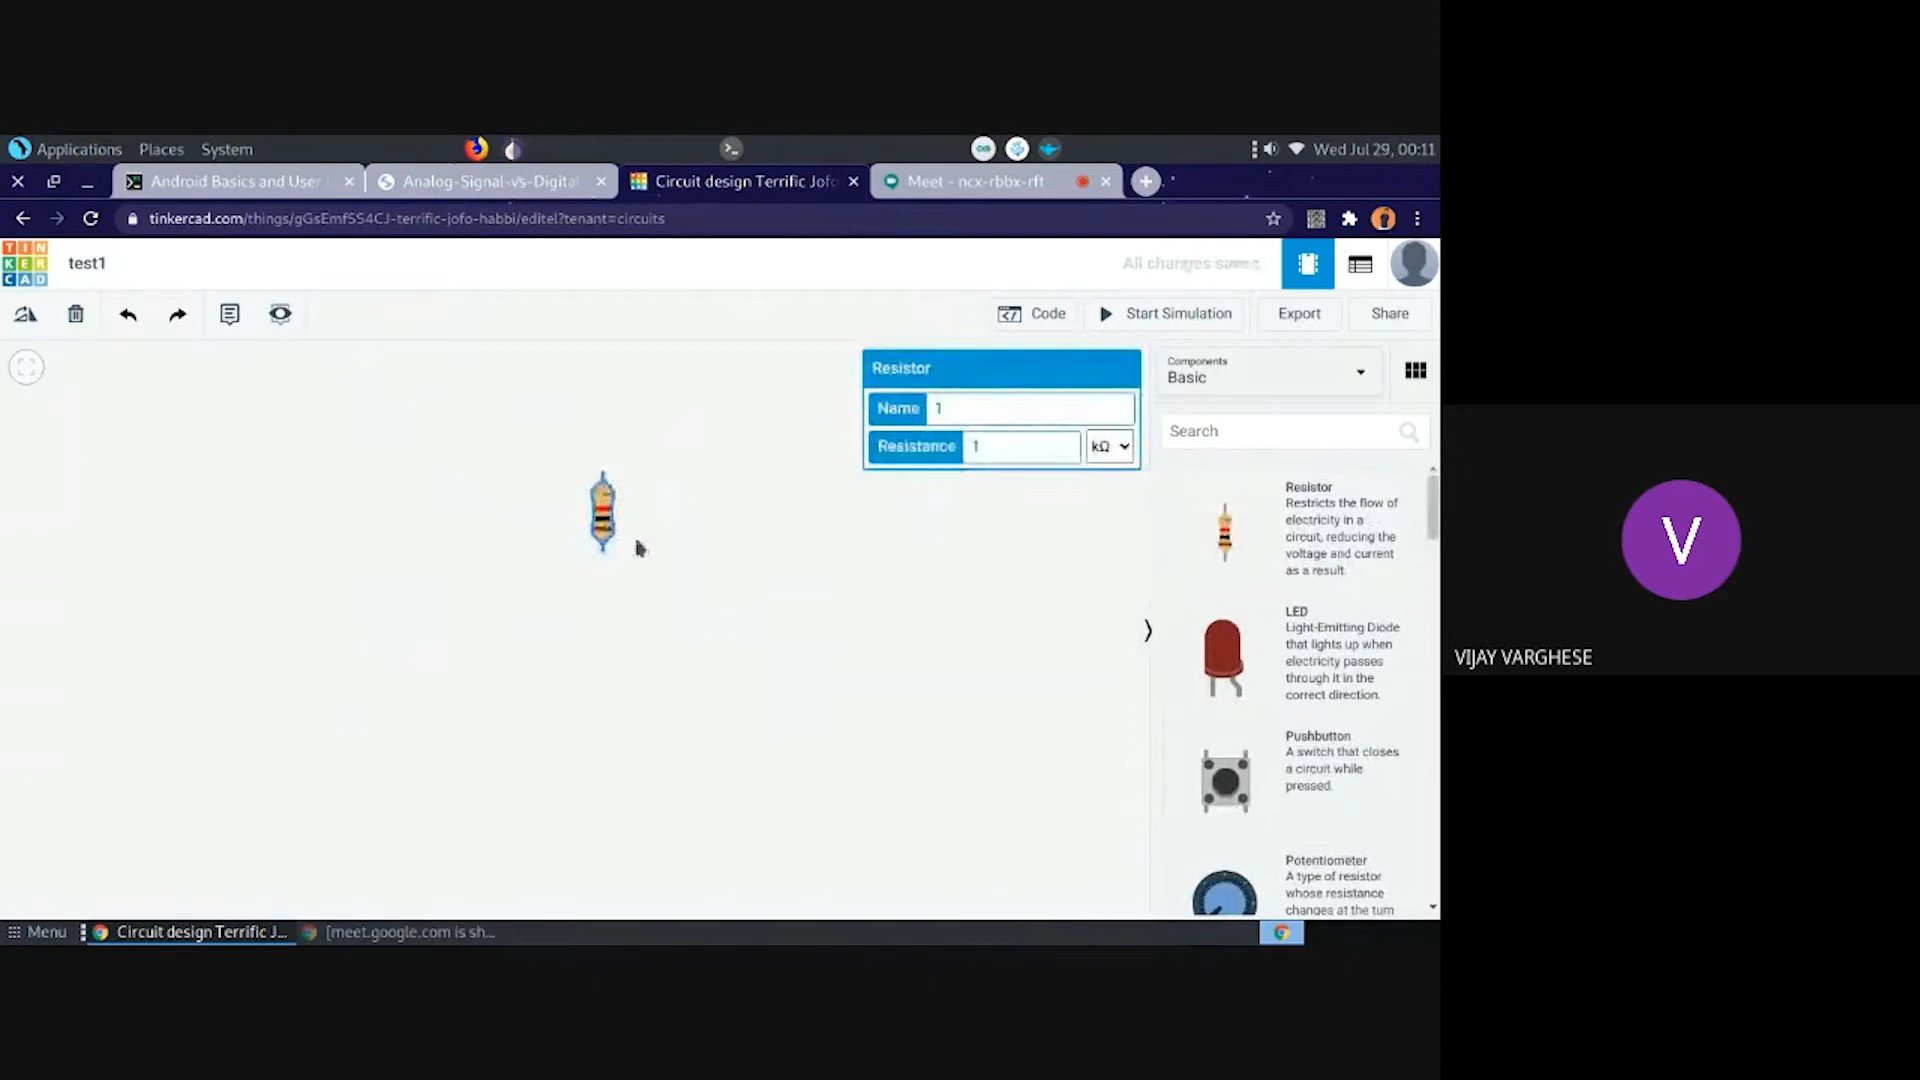 Applications Places System
Wed Jul 29, 00:11
Android Basics and User
Analog-Signal-vs-Digital
Circuit design Terrific Jofo
Meet - ncx-rbbx-rft
tinkercad.com/things/gGsEmfSS4CJ-terrific-jofo-habbi/editel?tenant=circuits
TIN
KER
CAD
test1
All changes saved
Code
Start Simulation
Export
Share
Resistor
Name 1
Resistance 1 kΩ
Components
Basic
Search
Resistor
Restricts the flow of
electricity in a
circuit, reducing the
voltage and current
as a result.
LED
Light-Emitting Diode
that lights up when
electricity passes
through it in the
correct direction.
Pushbutton
A switch that closes
a circuit while
pressed.
Potentiometer
A type of resistor
whose resistance
changes at the turn
V
VIJAY VARGHESE
Menu
Circuit design Terrific J...
[meet.google.com is sh...